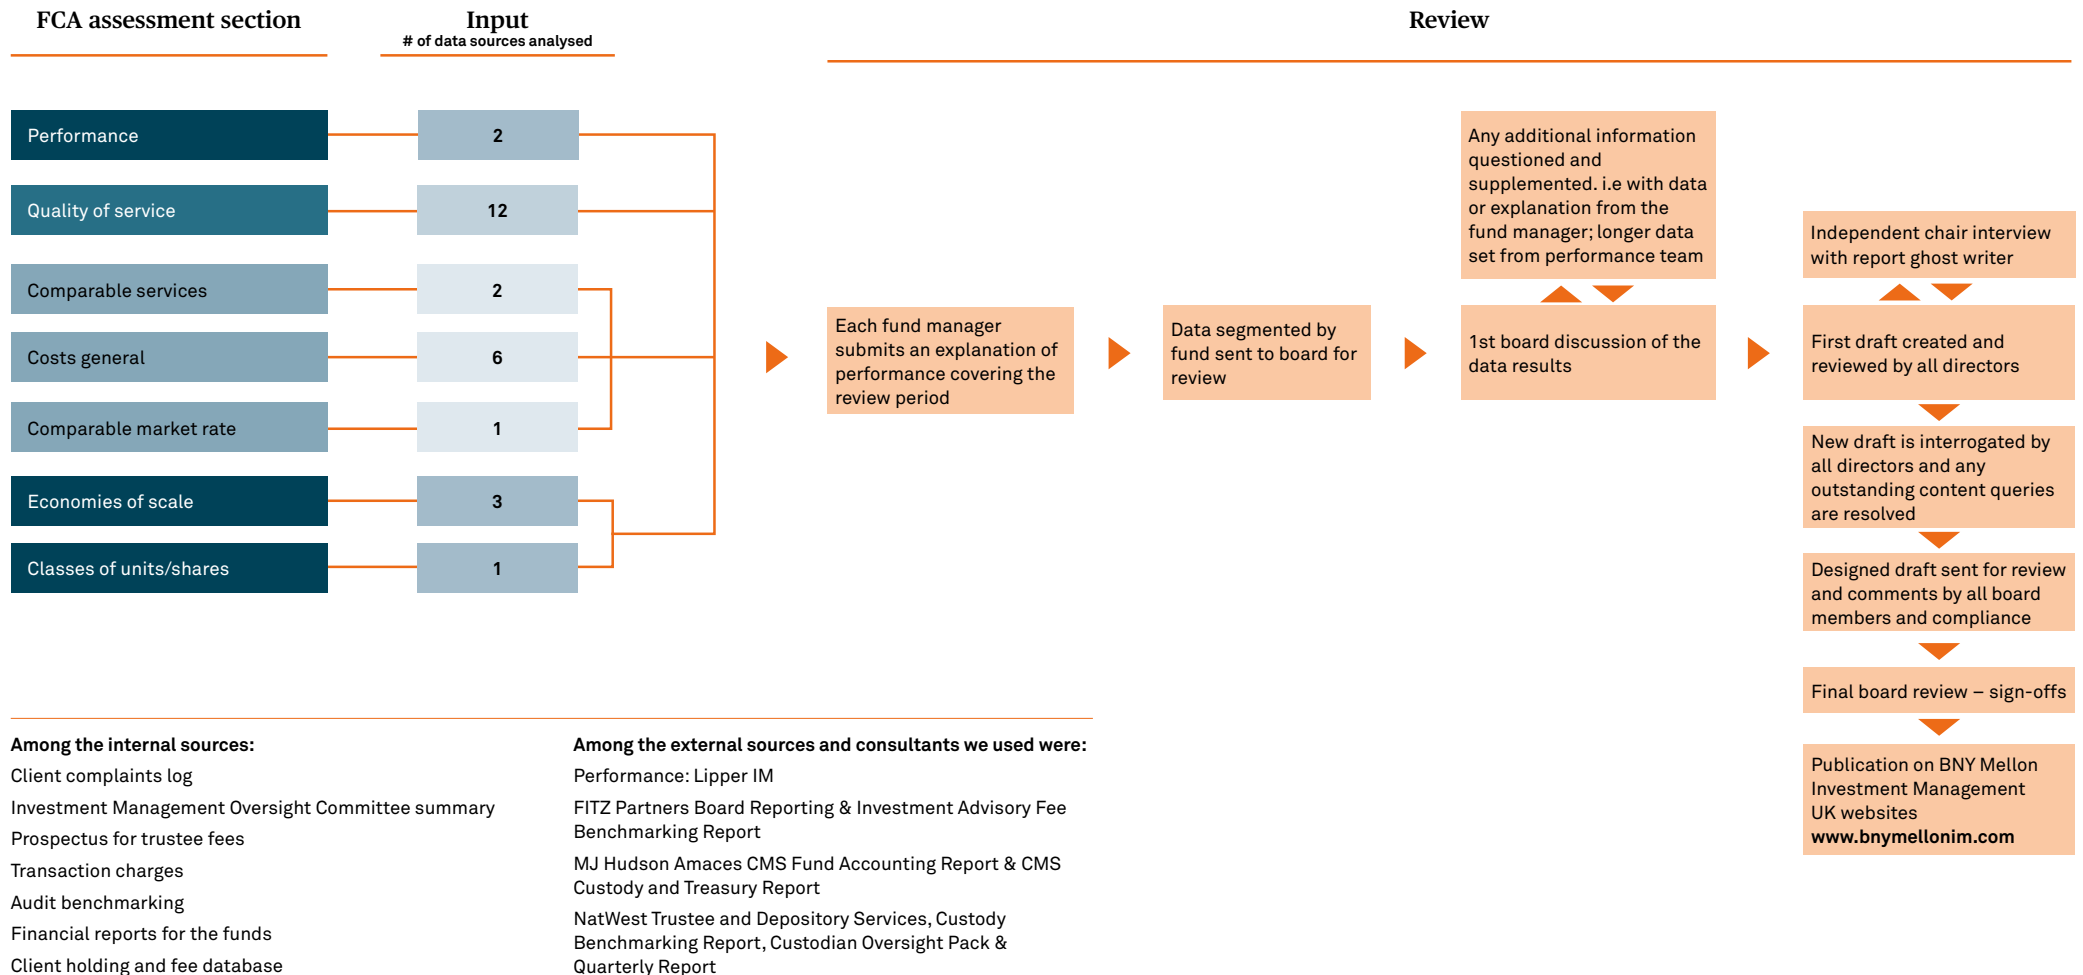 FCA assessment section
Input
# of data sources analysed
Review
Performance
2
Quality of service
12
Comparable services
2
Costs general
6
Comparable market rate
1
Economies of scale
3
Classes of units/shares
1
Each fund manager
submits an explanation of
performance covering the
review period
Data segmented by
fund sent to board for
review
Any additional information
questioned and
supplemented. i.e with data
or explanation from the
fund manager; longer data
set from performance team
1st board discussion of the
data results
Independent chair interview
with report ghost writer
First draft created and
reviewed by all directors
New draft is interrogated by
all directors and any
outstanding content queries
are resolved
Designed draft sent for review
and comments by all board
members and compliance
Final board review – sign-offs
Publication on BNY Mellon
Investment Management
UK websites
www.bnymellonim.com
Among the internal sources:
Client complaints log
Investment Management Oversight Committee summary
Prospectus for trustee fees
Transaction charges
Audit benchmarking
Financial reports for the funds
Client holding and fee database
Among the external sources and consultants we used were:
Performance: Lipper IM
FITZ Partners Board Reporting & Investment Advisory Fee
Benchmarking Report
MJ Hudson Amaces CMS Fund Accounting Report & CMS
Custody and Treasury Report
NatWest Trustee and Depository Services, Custody
Benchmarking Report, Custodian Oversight Pack &
Quarterly Report